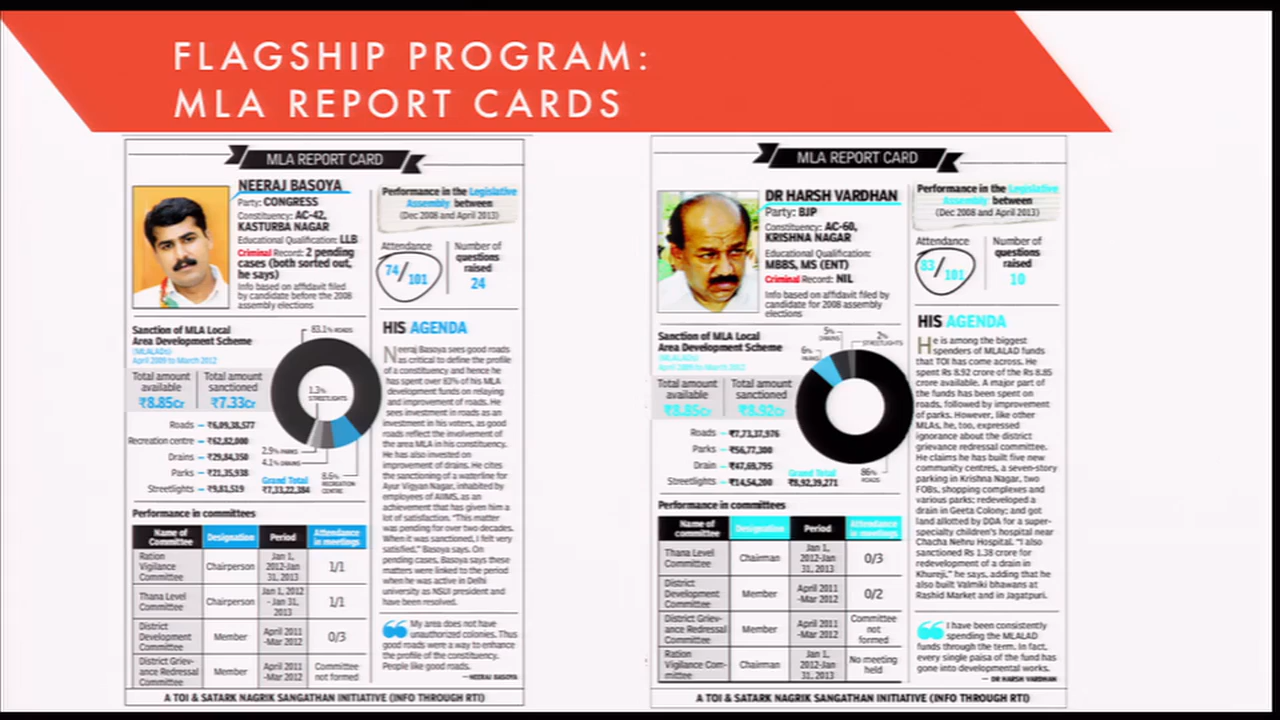 FLAGSHIP PROGRAM:
MLA REPORT CARDS
MLA REPORT CARD
NEERAJ BASOYA
Party: CONGRESS
Constituency: AC-42,
KASTURBA NAGAR
Educational Qualification: LLB
Criminal Record: 2 pending
cases (both sorted out,
he says)
Info based on affidavit filed
by candidate before the 2008
assembly elections
Performance in the Legislative
Assembly between
(Dec 2008 and April 2013)
Attendance
74/101
Number of
questions
raised
24
Sanction of MLA Local
Area Development Scheme
(MLALADs)
April 2009 to March 2012
Total amount
available
₹8.85Cr
Total amount
sanctioned
₹7.33Cr
Roads – ₹6,09,38,577
Recreation centre – ₹62,82,000
Drains – ₹29,84,350
Parks – ₹21,35,938
Streetlights – ₹9,81,519
Grand Total
₹7,33,22,384
83.1% ROADS
1.3%
STREETLIGHTS
2.9% PARKS
4.1% DRAINS
8.6%
RECREATION
CENTRE
Performance in committees
Name of
Committee
Designation
Period
Attendance
in meetings
Ration
Vigilance
Committee
Chairperson
Jan 1,
2012-Jan
31, 2013
1/1
Thana Level
Committee
Chairperson
Jan 1, 2012
- Jan 31,
2013
1/1
District
Development
Committee
Member
April 2011
-Mar 2012
0/3
District Griev-
ance Redressal
Committee
Member
April 2011
-Mar 2012
Committee
not formed
HIS AGENDA
Neeraj Basoya sees good roads
as critical to define the profile
of a constituency and hence he
has spent over 83% of his MLA
development funds on relaying
and improvement of roads. He
sees investment in roads as an
investment in his voters, as good
roads reflect the involvement of
the area MLA in his constituency.
He has also invested on
improvement of drains. He cites
the sanctioning of a waterline for
Ayur Vigyan Nagar, inhabited by
employees of AIIMS, as an
achievement that has given him a
lot of satisfaction. "This matter
was pending for over two decades.
When it was sanctioned, I felt very
satisfied," Basoya says. On
pending cases, Basoya says these
matters were linked to the period
when he was active in Delhi
university as NSUI president and
have been resolved.
My area does not have
unauthorized colonies. Thus
good roads were a way to enhance
the profile of the constituency.
People like good roads.
— NEERAJ BASOYA
A TOI & SATARK NAGRIK SANGATHAN INITIATIVE (INFO THROUGH RTI)
MLA REPORT CARD
DR HARSH VARDHAN
Party: BJP
Constituency: AC-60,
KRISHNA NAGAR
Educational Qualification:
MBBS, MS (ENT)
Criminal Record: NIL
Info based on affidavit filed by
candidate for 2008 assembly
elections
Performance in the Legislative
Assembly between
(Dec 2008 and April 2013)
Attendance
83/101
Number of
questions
raised
10
Sanction of MLA Local
Area Development Scheme
(MLALADs)
April 2009 to March 2012
Total amount
available
₹8.85Cr
Total amount
sanctioned
₹8.92Cr
Roads – ₹7,73,37,976
Parks – ₹56,77,300
Drain – ₹47,69,795
Streetlights – ₹14,54,200
Grand Total
₹8,92,39,271
5%
DRAINS
2%
STREETLIGHTS
6%
PARKS
86%
ROADS
Performance in committees
Name of
committee
Designation
Period
Attendance
in meetings
Thana Level
Committee
Chairman
Jan 1,
2012-Jan
31, 2013
0/3
District
Development
Committee
Member
April 2011
-Mar 2012
0/2
District Griev-
ance Redressal
Committee
Member
April 2011
-Mar 2012
Committee
not
formed
Ration
Vigilance Com-
mittee
Chairman
Jan 1,
2012-Jan
31, 2013
No meeting
held
HIS AGENDA
He is among the biggest
spenders of MLALAD funds
that TOI has come across. He
spent Rs 8.92 crore of the Rs 8.85
crore available. A major part of
the funds has been spent on
roads, followed by improvement
of parks. However, like other
MLAs, he, too, expressed
ignorance about the district
grievance redressal committee.
He claims he has built five new
community centres, a seven-story
parking in Krishna Nagar, two
FOBs, shopping complexes and
various parks; redeveloped a
drain in Geeta Colony; and got
land allotted by DDA for a super-
specialty children's hospital near
Chacha Nehru Hospital. "I also
sanctioned Rs 1.38 crore for
redevelopment of a drain in
Khureji," he says, adding that he
also built Valmiki bhawans at
Rashid Market and in Jagatpuri.
I have been consistently
spending the MLALAD
funds through the term. In fact,
every single paisa of the fund has
gone into developmental works.
— DR HARSH VARDHAN
A TOI & SATARK NAGRIK SANGATHAN INITIATIVE (INFO THROUGH RTI)